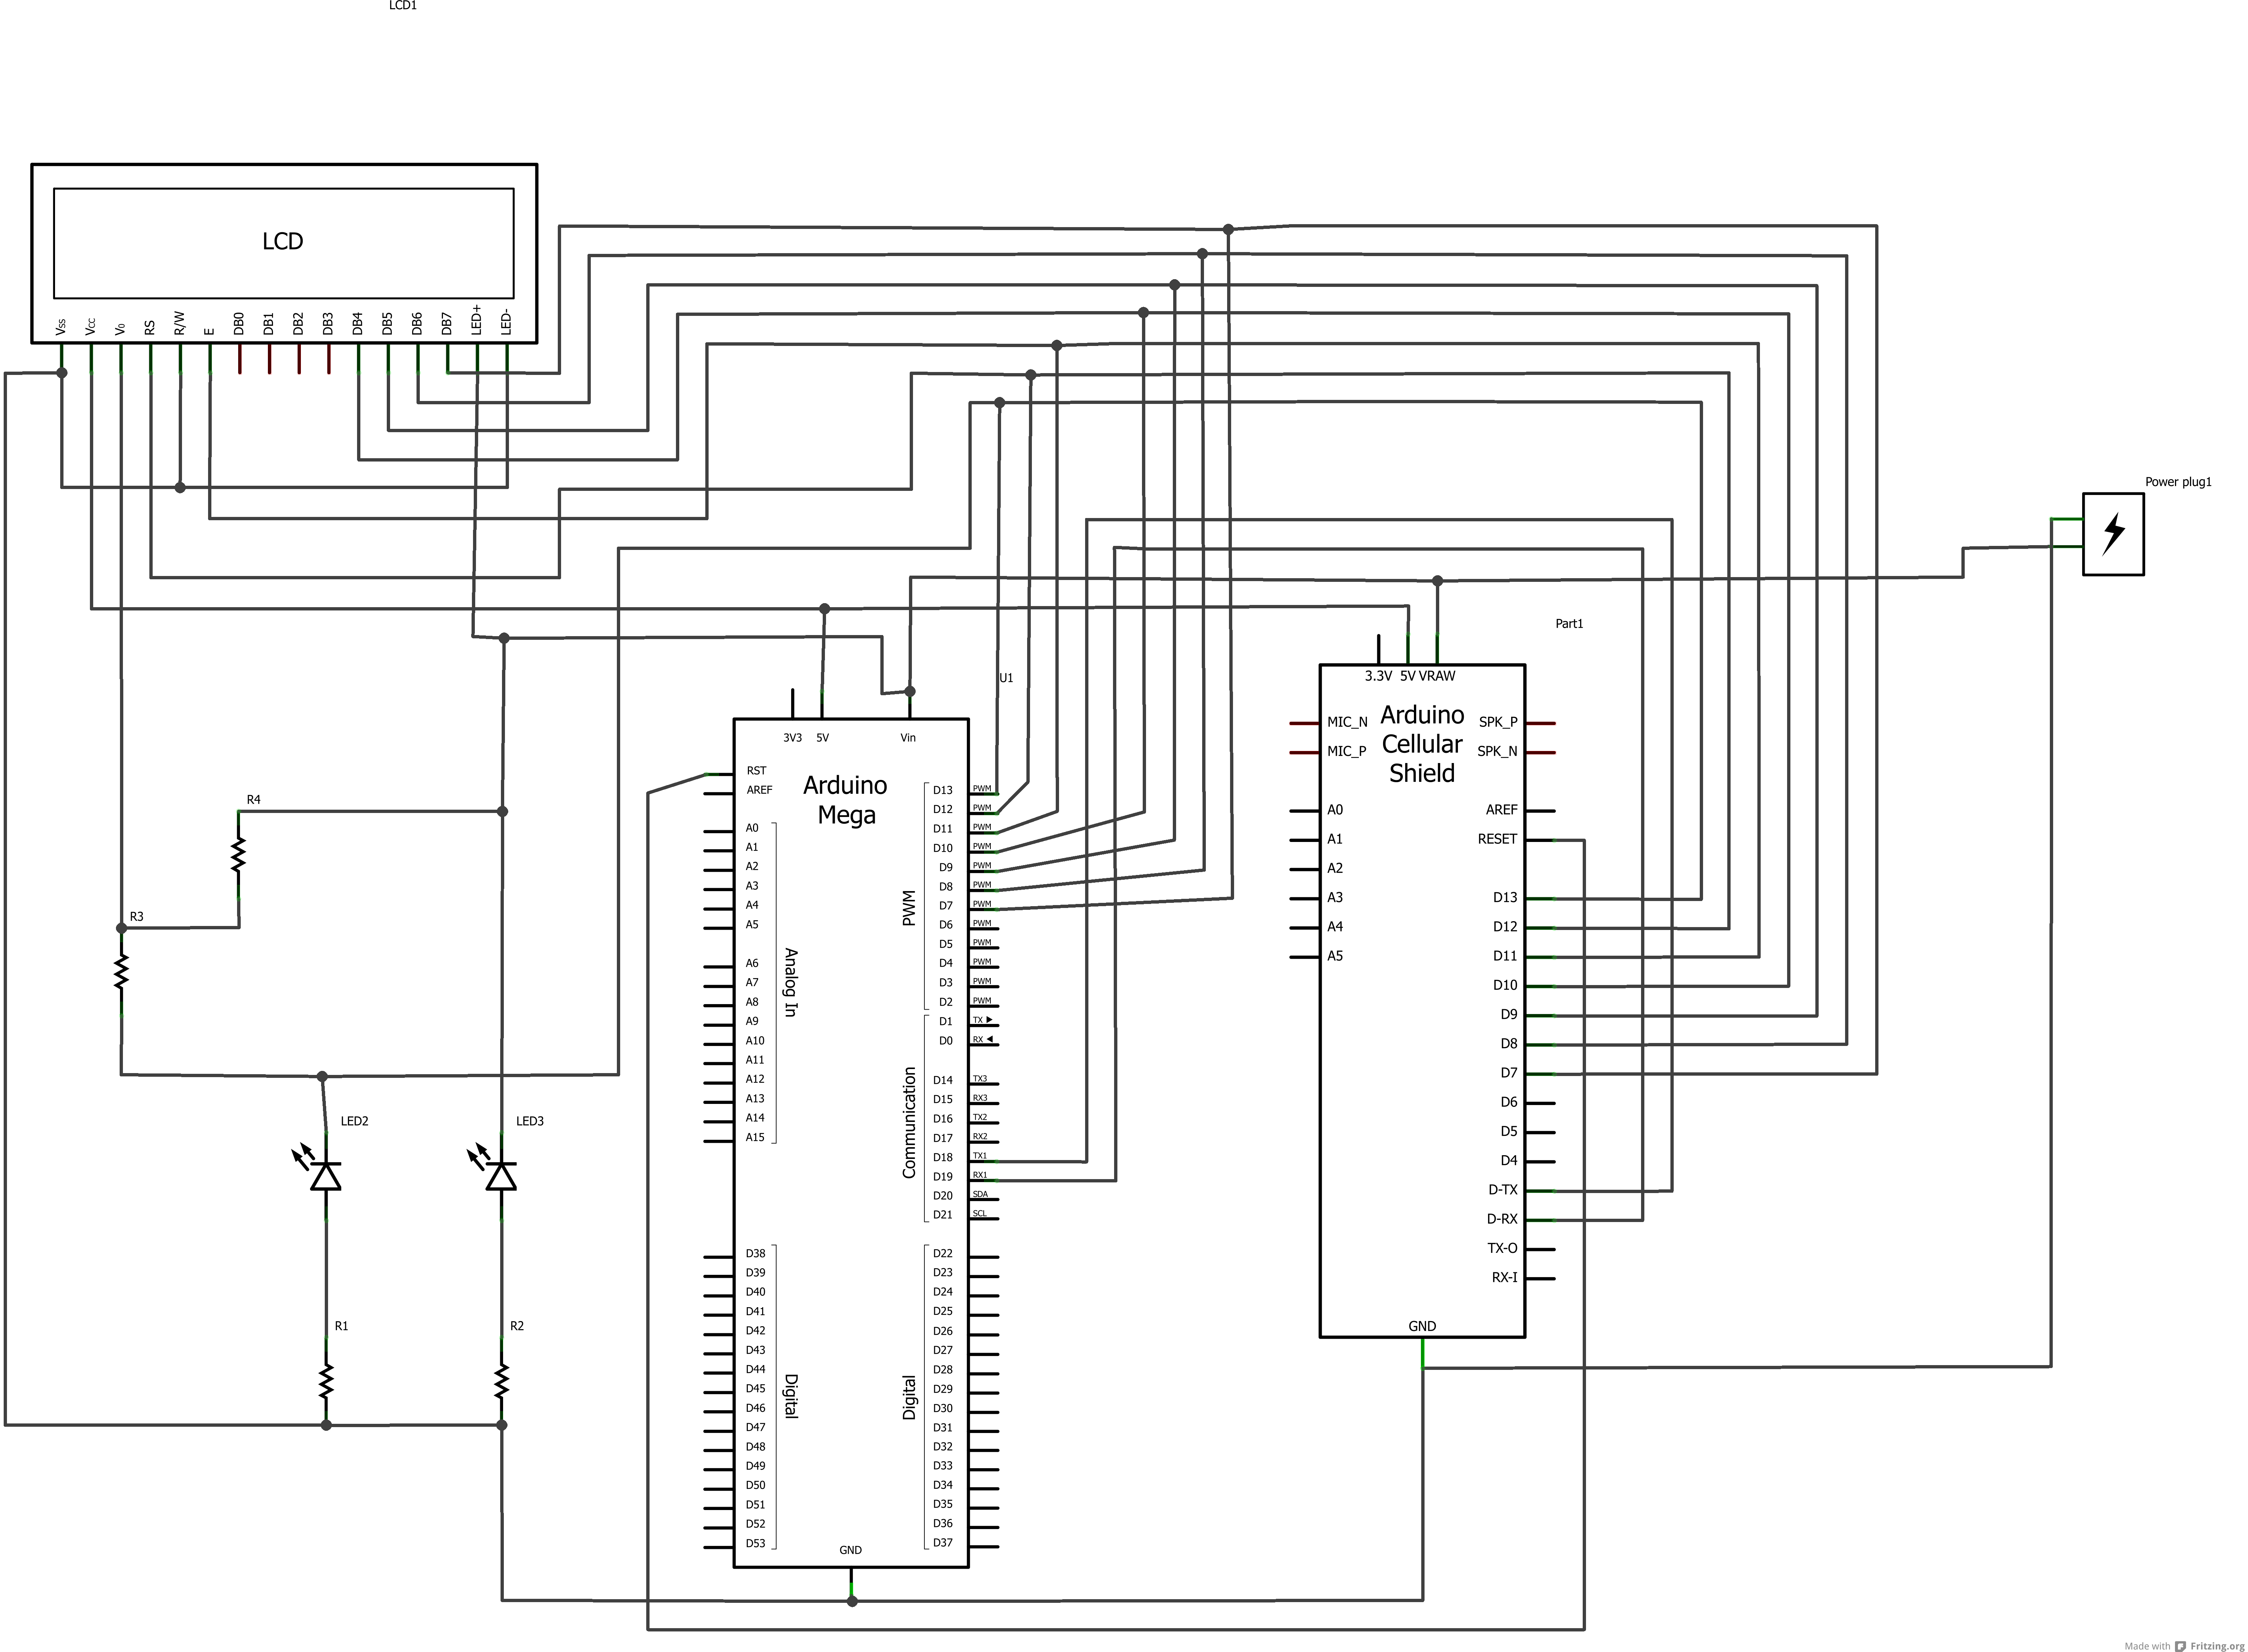 LCD1
LCD
Vss
Vcc
V0
RS
R/W
E
DB0
DB1
DB2
DB3
DB4
DB5
DB6
DB7
LED+
LED-
Power plug1
Part1
U1
3V3 5V Vin
RST
AREF
A0
A1
A2
A3
A4
A5
A6
A7
A8
A9
A10
A11
A12
A13
A14
A15
Analog In
D38
D39
D40
D41
D42
D43
D44
D45
D46
D47
D48
D49
D50
D51
D52
D53
Digital
Arduino
Mega
PWM
D13 PWM
D12 PWM
D11 PWM
D10 PWM
D9 PWM
D8 PWM
D7 PWM
D6 PWM
D5 PWM
D4 PWM
D3 PWM
D2 PWM
Communication
D1 TX ▶
D0 RX ◀
D14 TX3
D15 RX3
D16 TX2
D17 RX2
D18 TX1
D19 RX1
D20 SDA
D21 SCL
Digital
D22
D23
D24
D25
D26
D27
D28
D29
D30
D31
D32
D33
D34
D35
D36
D37
GND
3.3V 5V VRAW
Arduino
Cellular
Shield
MIC_N
MIC_P
A0
A1
A2
A3
A4
A5
SPK_P
SPK_N
AREF
RESET
D13
D12
D11
D10
D9
D8
D7
D6
D5
D4
D-TX
D-RX
TX-O
RX-I
GND
R4
R3
LED2
LED3
R1
R2
Made with Fritzing.org